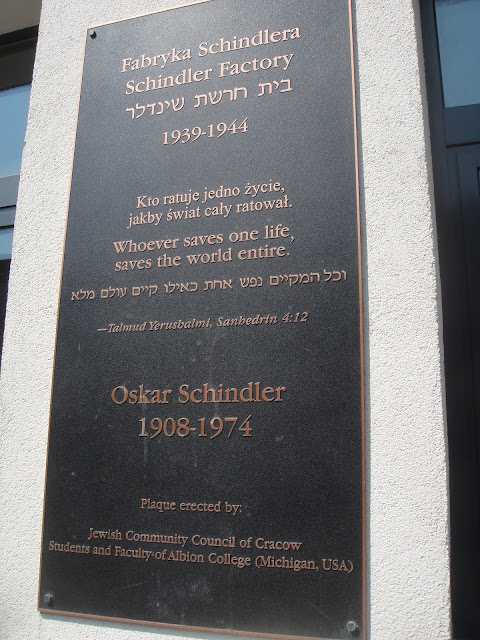 Fabryka Schindlera
Schindler Factory
בית חרשת שינדלר
1939-1944
Kto ratuje jedno życie,
jakby świat cały ratował.
Whoever saves one life,
saves the world entire.
וכל המקיים נפש אחת כאילו קיים עולם מלא
—Talmud Yerushalmi, Sanhedrin 4:12
Oskar Schindler
1908-1974
Plaque erected by:
Jewish Community Council of Cracow
Students and Faculty of Albion College (Michigan, USA)